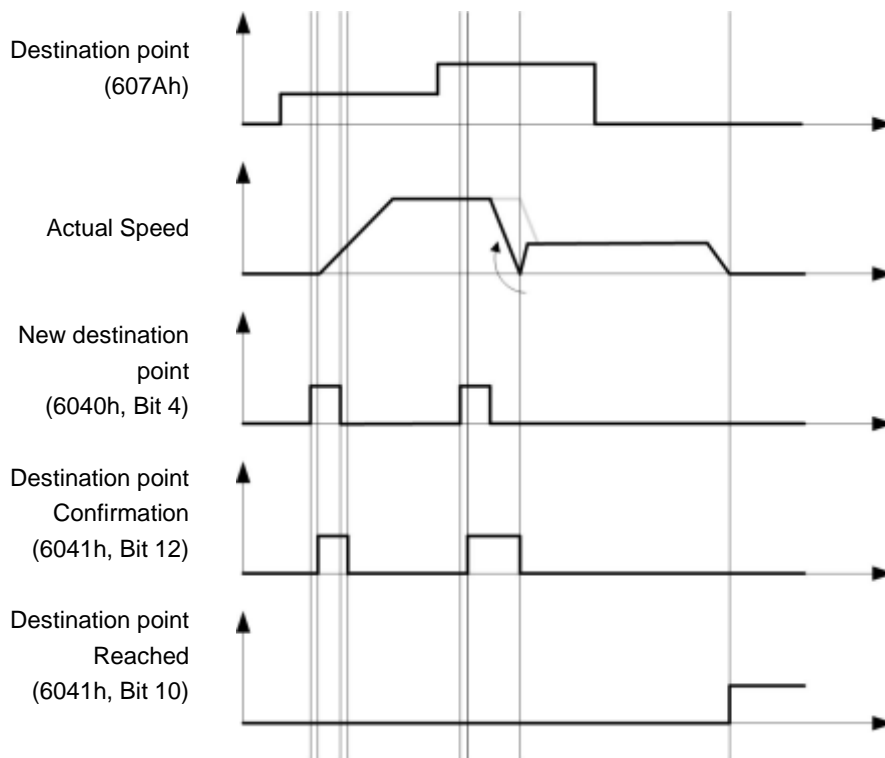 Destination point
(607Ah)
Actual Speed
New destination
point
(6040h, Bit 4)
Destination point
Confirmation
(6041h, Bit 12)
Destination point
Reached
(6041h, Bit 10)